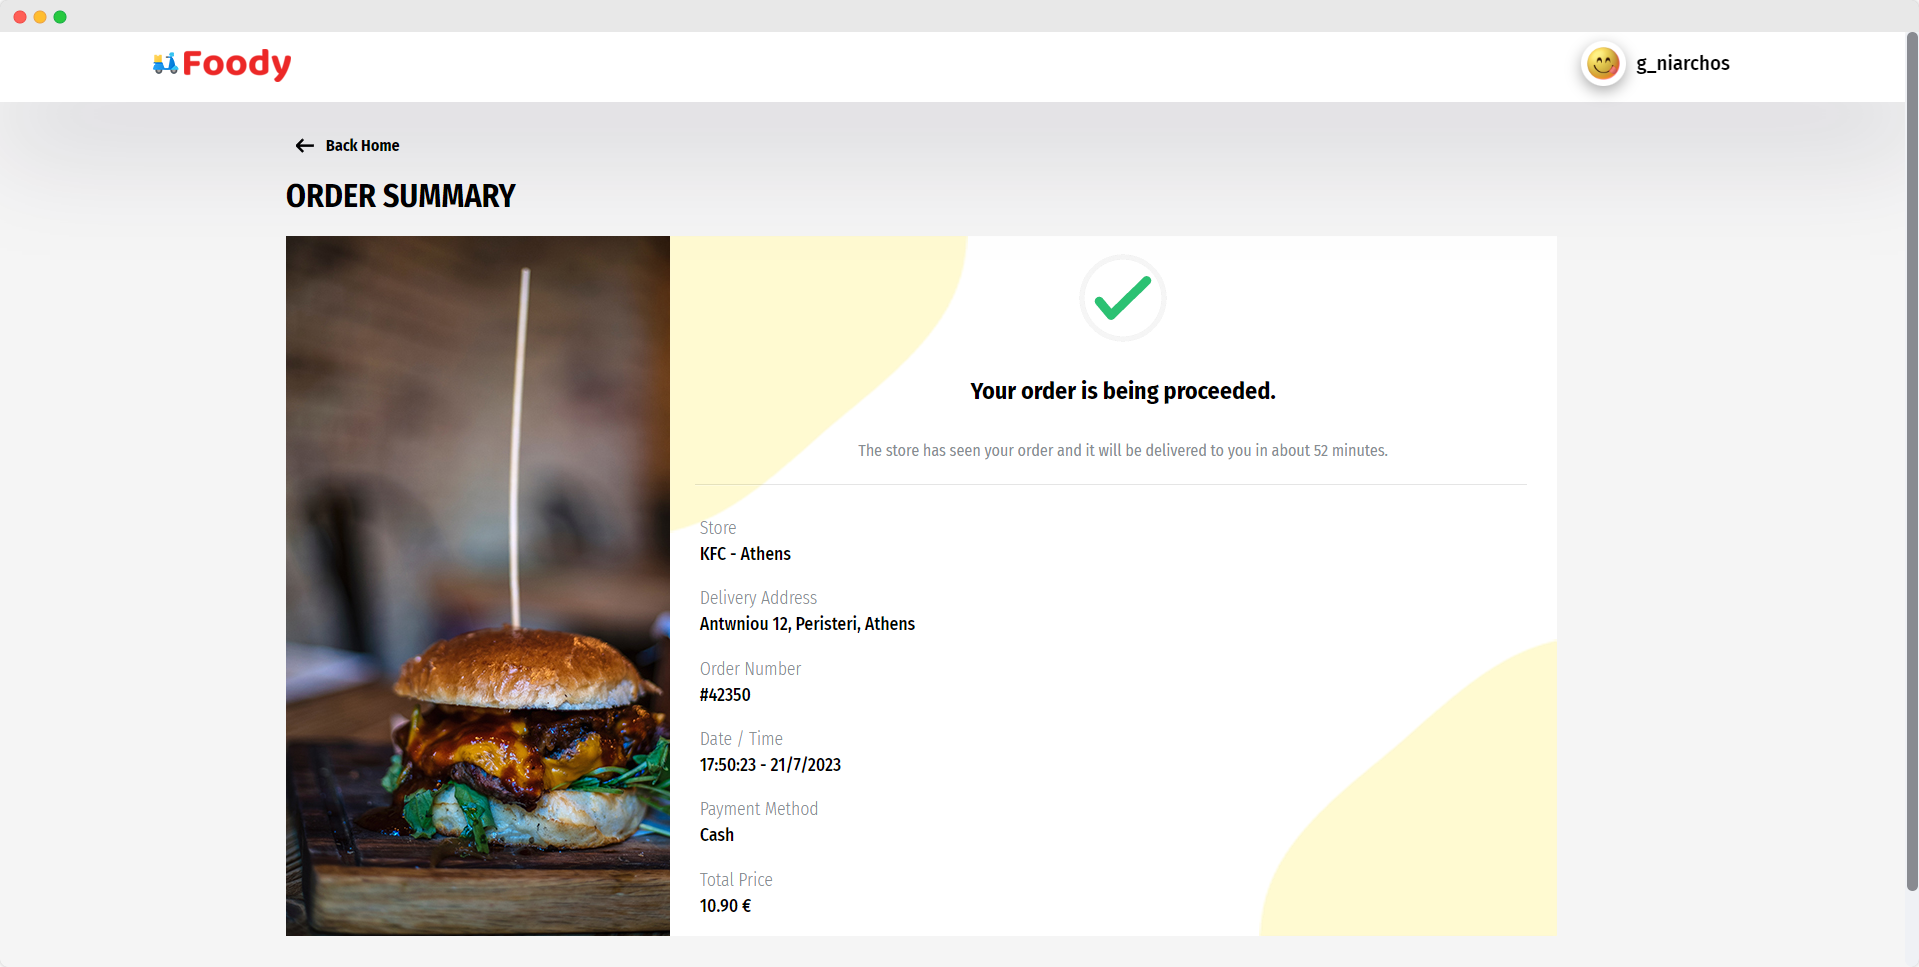 Foody
g_niarchos
Back Home
ORDER SUMMARY
Your order is being proceeded.
The store has seen your order and it will be delivered to you in about 52 minutes.
Store
KFC - Athens
Delivery Address
Antwniou 12, Peristeri, Athens
Order Number
#42350
Date / Time
17:50:23 - 21/7/2023
Payment Method
Cash
Total Price
10.90 €